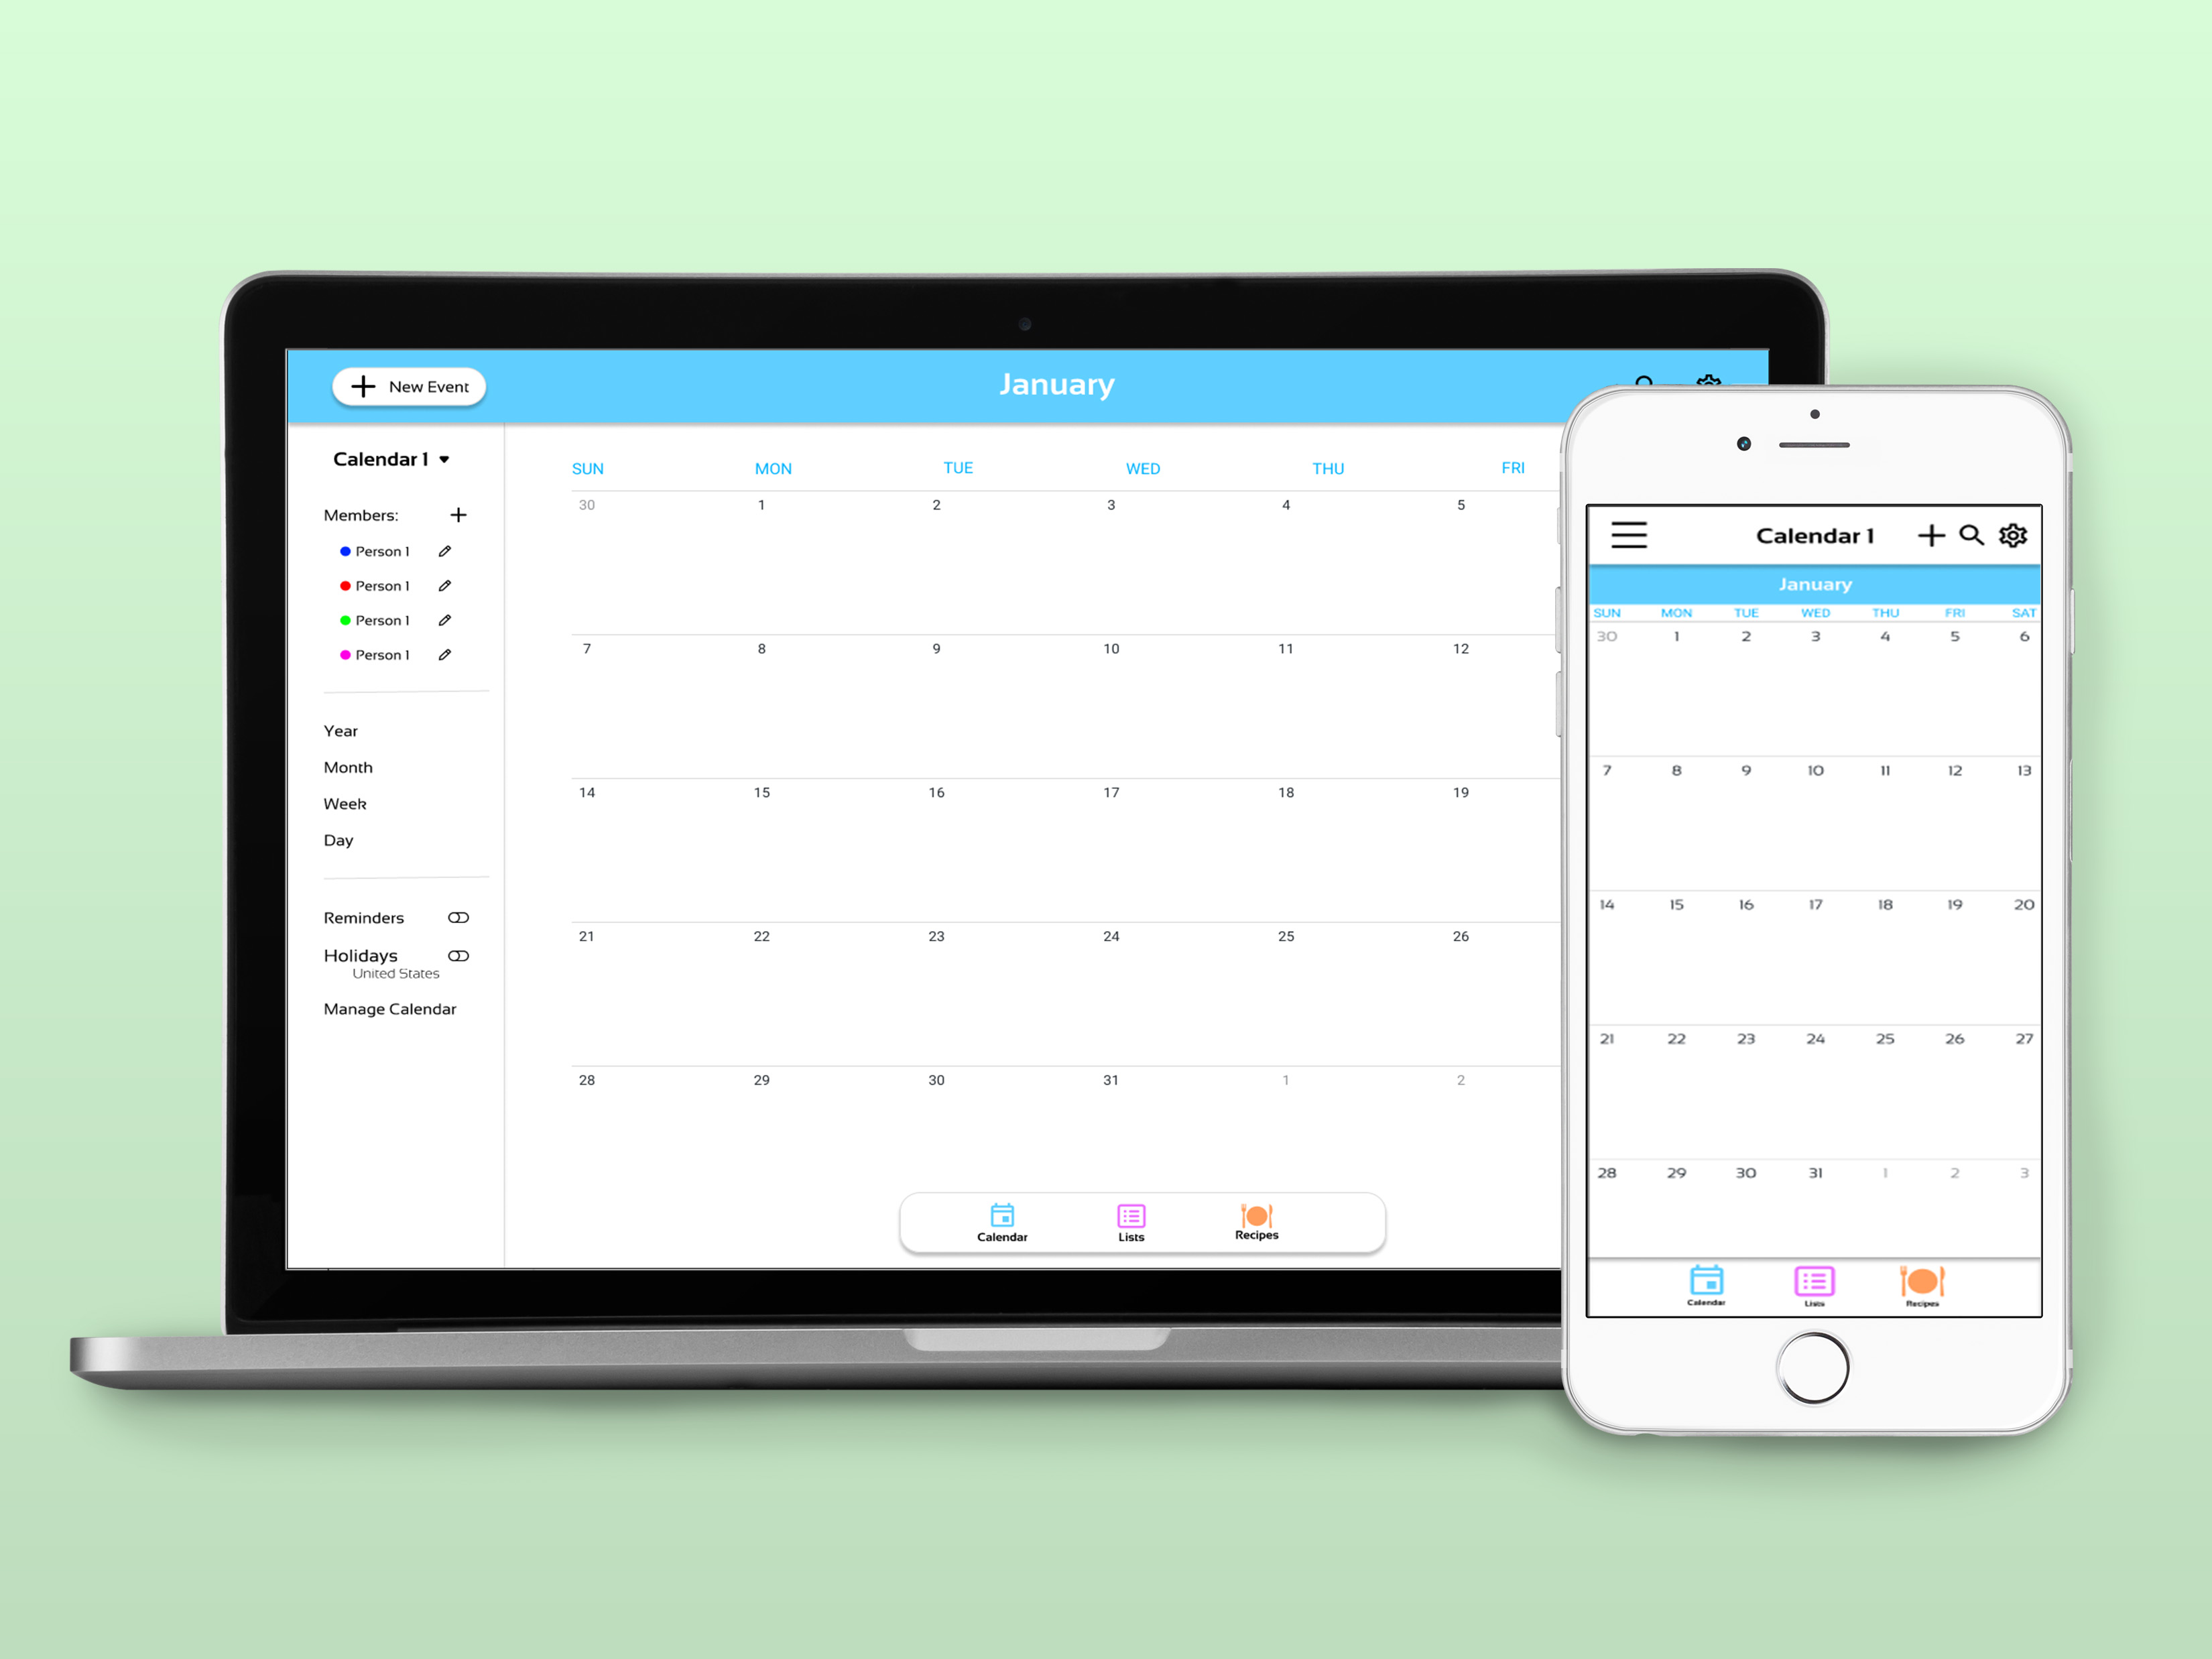 New Event
January
Calendar 1
Members:
Person 1
Person 1
Person 1
Person 1
Year
Month
Week
Day
Reminders
Holidays
United States
Manage Calendar
SUN MON TUE WED THU FRI
30 1 2 3 4 5
7 8 9 10 11 12
14 15 16 17 18 19
21 22 23 24 25 26
28 29 30 31 1 2
Calendar Lists Recipes
Calendar 1
January
SUN MON TUE WED THU FRI SAT
30 1 2 3 4 5 6
7 8 9 10 11 12 13
14 15 16 17 18 19 20
21 22 23 24 25 26 27
28 29 30 31 1 2 3
Calendar Lists Recipes